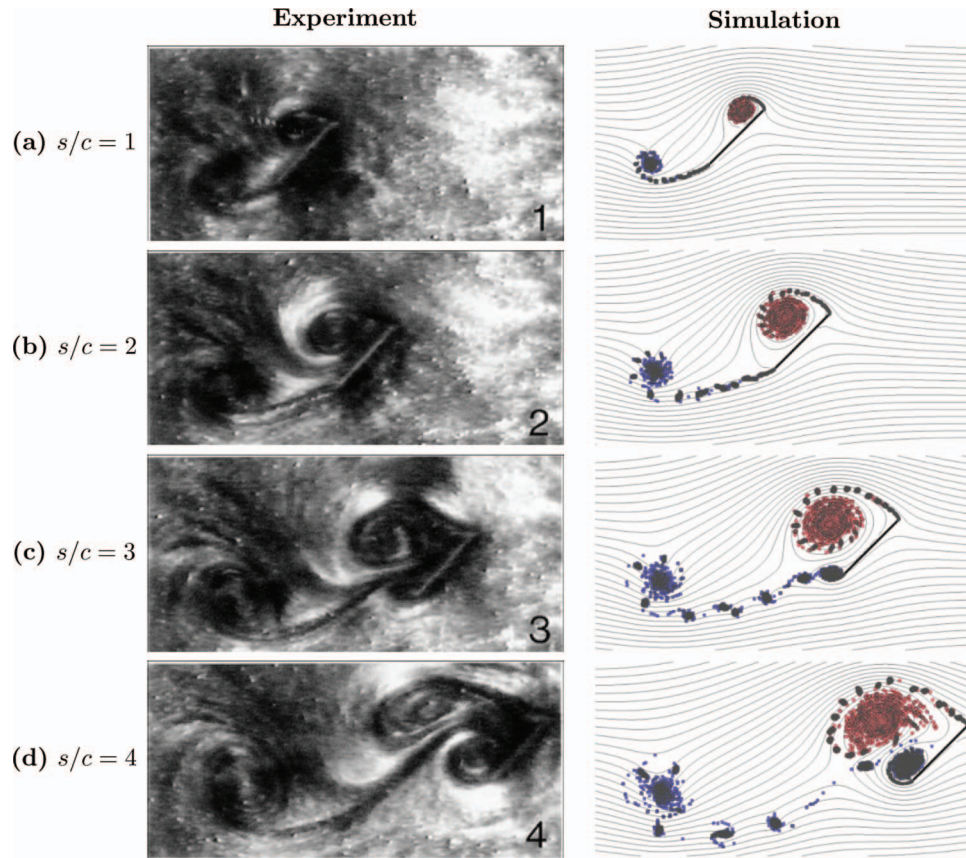 Experiment Simulation
(a) s/c = 1
1
(b) s/c = 2
2
(c) s/c = 3
3
(d) s/c = 4
4